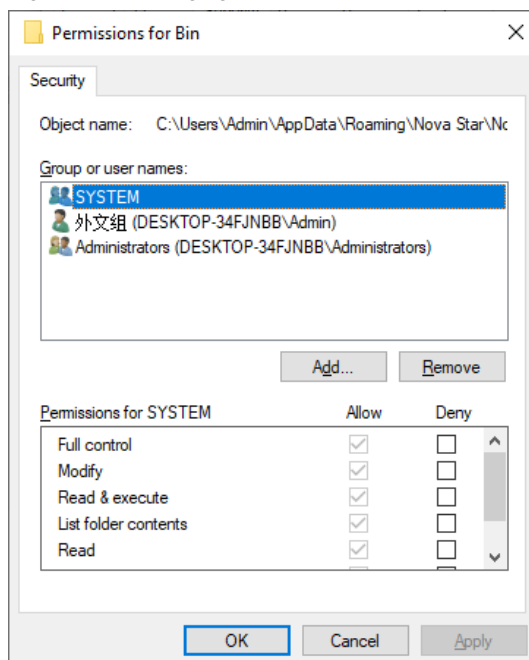 Permissions for Bin
Security
Object name: C:\Users\Admin\AppData\Roaming\Nova Star\Nc
Group or user names:
SYSTEM
外文组 (DESKTOP-34FJNBB\Admin)
Administrators (DESKTOP-34FJNBB\Administrators)
Add... Remove
Permissions for SYSTEM Allow Deny
Full control
Modify
Read & execute
List folder contents
Read
OK Cancel Apply